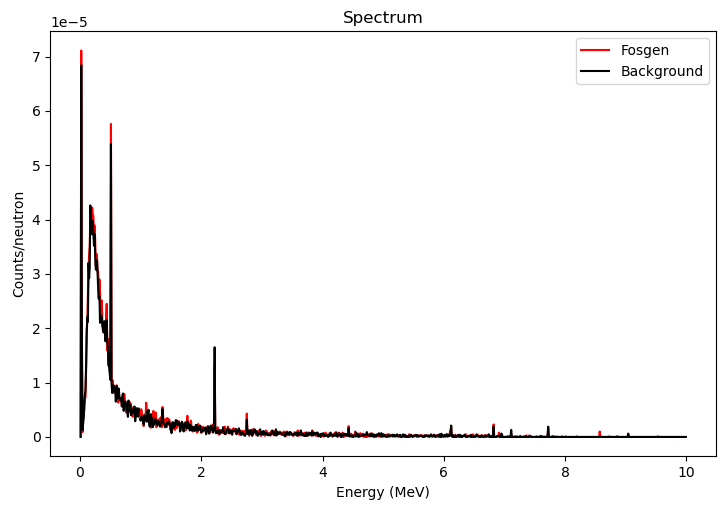 Spectrum
1e−5
Fosgen
Background
7
6
5
4
3
2
1
0
Counts/neutron
0 2 4 6 8 10
Energy (MeV)